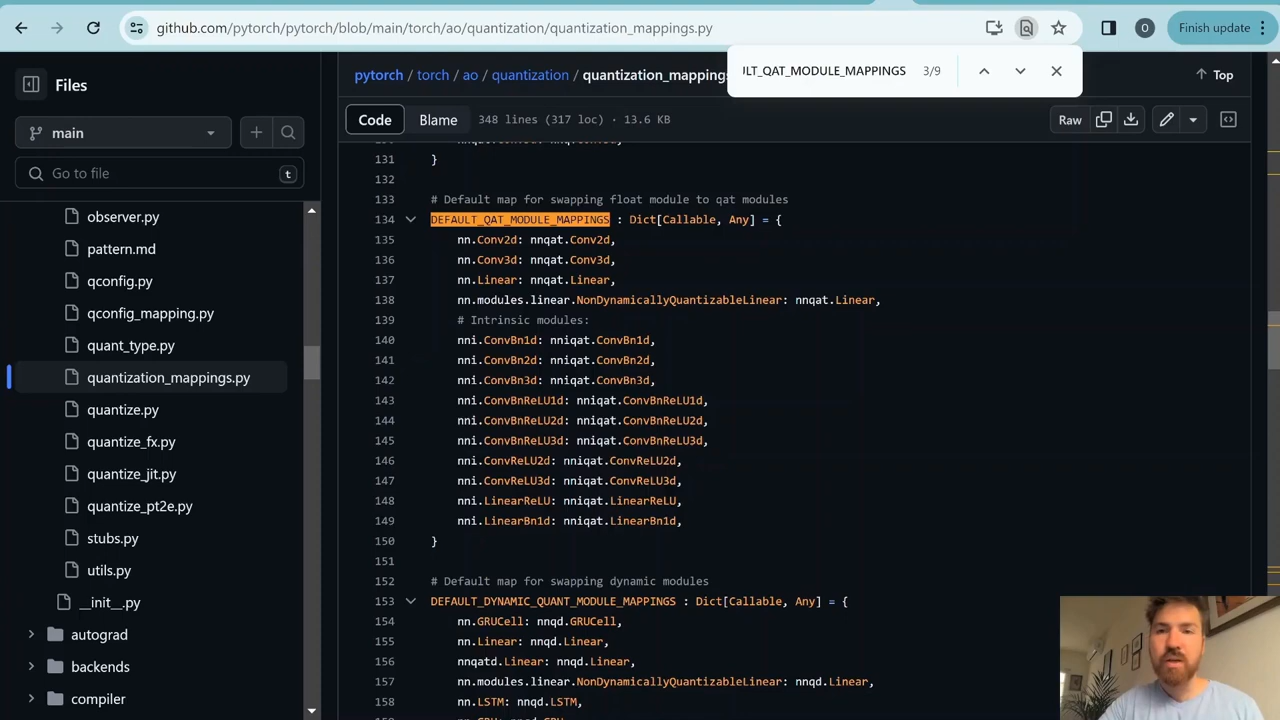 github.com/pytorch/pytorch/blob/main/torch/ao/quantization/quantization_mappings.py
O
Finish update
JLT_QAT_MODULE_MAPPINGS 3/9
Files
pytorch / torch / ao / quantization / quantization_mappings
Top
main
Code Blame 348 lines (317 loc) · 13.6 KB
Raw
Go to file t
observer.py
pattern.md
qconfig.py
qconfig_mapping.py
quant_type.py
quantization_mappings.py
quantize.py
quantize_fx.py
quantize_jit.py
quantize_pt2e.py
stubs.py
utils.py
__init__.py
autograd
backends
compiler
131 }
132
133 # Default map for swapping float module to qat modules
134 DEFAULT_QAT_MODULE_MAPPINGS : Dict[Callable, Any] = {
135 nn.Conv2d: nnqat.Conv2d,
136 nn.Conv3d: nnqat.Conv3d,
137 nn.Linear: nnqat.Linear,
138 nn.modules.linear.NonDynamicallyQuantizableLinear: nnqat.Linear,
139 # Intrinsic modules:
140 nni.ConvBn1d: nniqat.ConvBn1d,
141 nni.ConvBn2d: nniqat.ConvBn2d,
142 nni.ConvBn3d: nniqat.ConvBn3d,
143 nni.ConvBnReLU1d: nniqat.ConvBnReLU1d,
144 nni.ConvBnReLU2d: nniqat.ConvBnReLU2d,
145 nni.ConvBnReLU3d: nniqat.ConvBnReLU3d,
146 nni.ConvReLU2d: nniqat.ConvReLU2d,
147 nni.ConvReLU3d: nniqat.ConvReLU3d,
148 nni.LinearReLU: nniqat.LinearReLU,
149 nni.LinearBn1d: nniqat.LinearBn1d,
150 }
151
152 # Default map for swapping dynamic modules
153 DEFAULT_DYNAMIC_QUANT_MODULE_MAPPINGS : Dict[Callable, Any] = {
154 nn.GRUCell: nnqd.GRUCell,
155 nn.Linear: nnqd.Linear,
156 nnqatd.Linear: nnqd.Linear,
157 nn.modules.linear.NonDynamicallyQuantizableLinear: nnqd.Linear,
158 nn.LSTM: nnqd.LSTM,